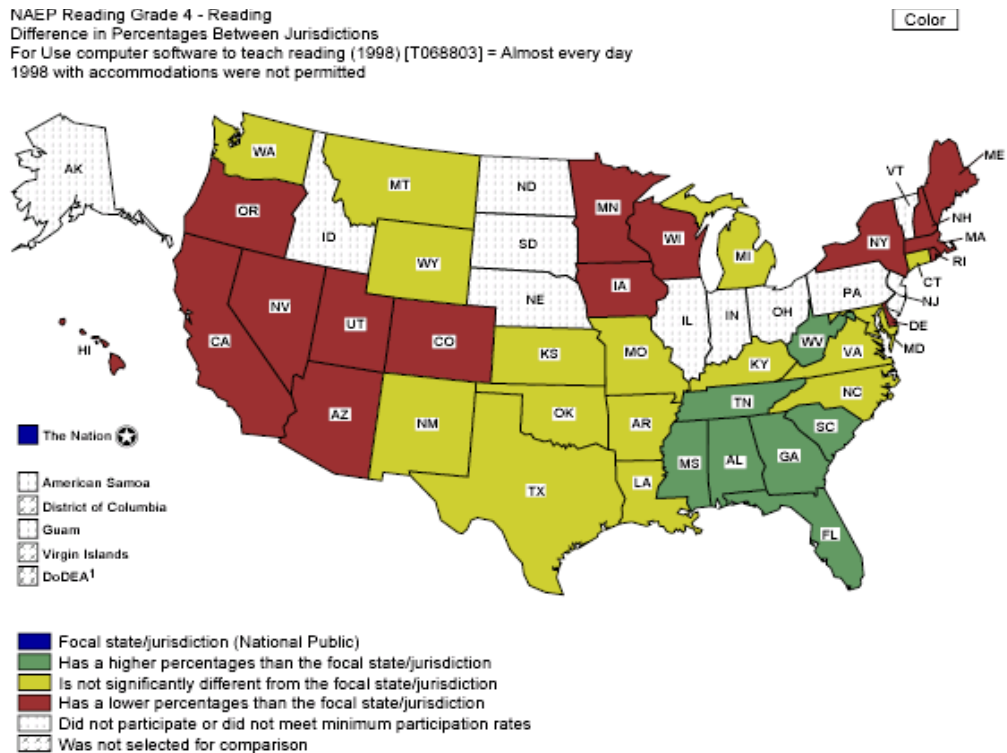 NAEP Reading Grade 4 - Reading
Color
Difference in Percentages Between Jurisdictions
For Use computer software to teach reading (1998) [T068803] = Almost every day
1998 with accommodations were not permitted
AK
WA
MT
ND
MN
VT
ME
OR
ID
SD
WI
NY
NH
MA
WY
MI
RI
CT
NV
NE
IA
PA
NJ
IL
IN
OH
DE
HI
CA
UT
CO
WV
MD
KS
MO
KY
VA
AZ
NM
OK
AR
TN
NC
SC
MS
AL
GA
TX
LA
FL
The Nation
American Samoa
District of Columbia
Guam
Virgin Islands
DoDEA1
Focal state/jurisdiction (National Public)
Has a higher percentages than the focal state/jurisdiction
Is not significantly different from the focal state/jurisdiction
Has a lower percentages than the focal state/jurisdiction
Did not participate or did not meet minimum participation rates
Was not selected for comparison